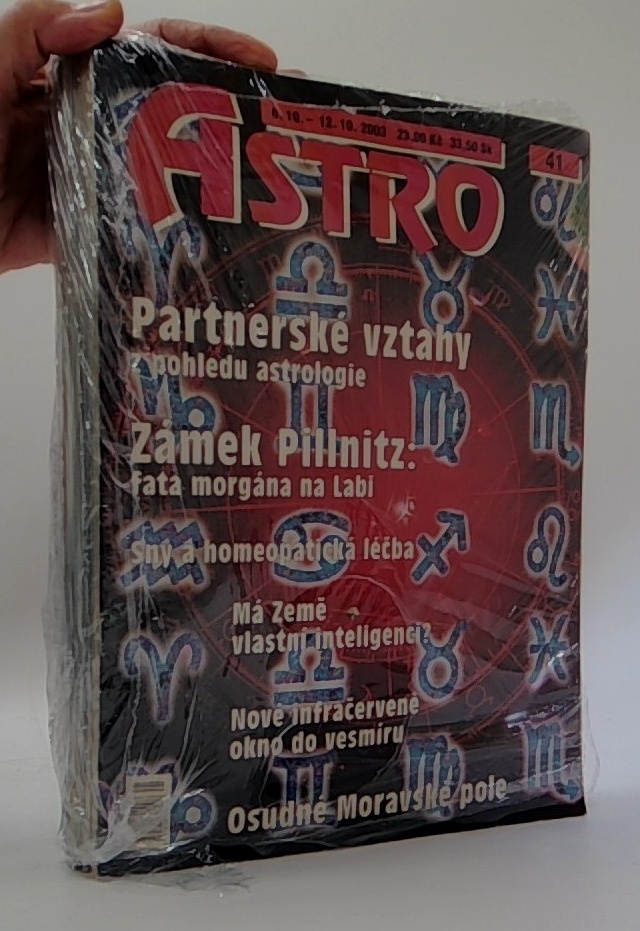 6.10. – 12.10. 2003 23.00 Kč 33,50 Sk
41
ASTRO
Partnerské vztahy
z pohledu astrologie
Zámek Pillnitz:
fata morgána na Labi
Sny a homeopatická léčba
Má Země
vlastní inteligenci?
Nové infračervené
okno do vesmíru
Osudné Moravské pole